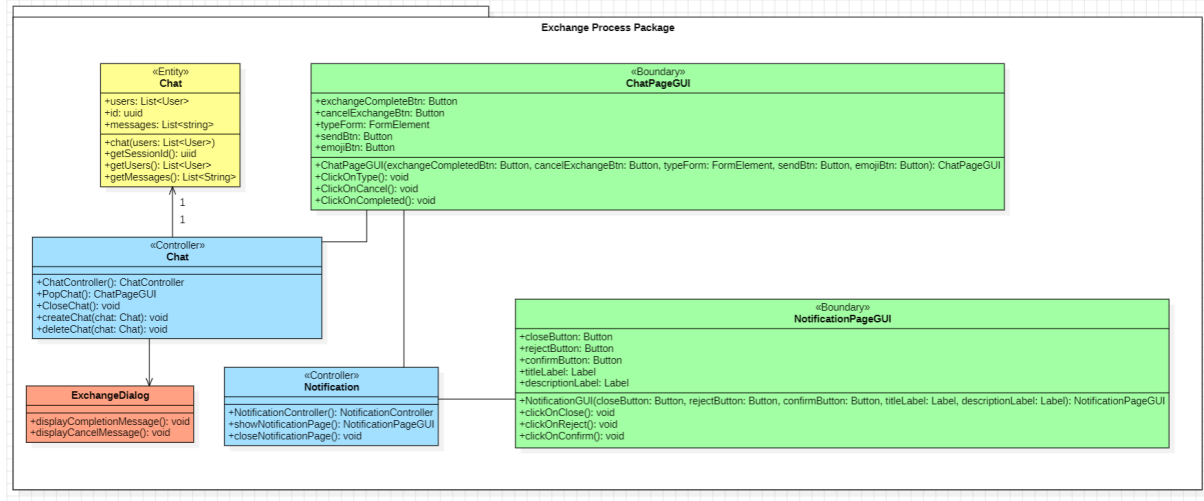 Exchange Process Package
«Entity»
Chat
+users: List<User>
+id: uuid
+messages: List<string>
+chat(users: List<User>)
+getSessionId(): uiid
+getUsers(): List<User>
+getMessages(): List<String>
«Boundary»
ChatPageGUI
+exchangeCompleteBtn: Button
+cancelExchangeBtn: Button
+typeForm: FormElement
+sendBtn: Button
+emojiBtn: Button
+ChatPageGUI(exchangeCompletedBtn: Button, cancelExchangeBtn: Button, typeForm: FormElement, sendBtn: Button, emojiBtn: Button): ChatPageGUI
+ClickOnType(): void
+ClickOnCancel(): void
+ClickOnCompleted(): void
1
1
«Controller»
Chat
+ChatController(): ChatController
+PopChat(): ChatPageGUI
+CloseChat(): void
+createChat(chat: Chat): void
+deleteChat(chat: Chat): void
«Boundary»
NotificationPageGUI
+closeButton: Button
+rejectButton: Button
+confirmButton: Button
+titleLabel: Label
+descriptionLabel: Label
+NotificationGUI(closeButton: Button, rejectButton: Button, confirmButton: Button, titleLabel: Label, descriptionLabel: Label): NotificationPageGUI
+clickOnClose(): void
+clickOnReject(): void
+clickOnConfirm(): void
«Controller»
Notification
+NotificationController(): NotificationController
+showNotificationPage(): NotificationPageGUI
+closeNotificationPage(): void
ExchangeDialog
+displayCompletionMessage(): void
+displayCancelMessage(): void